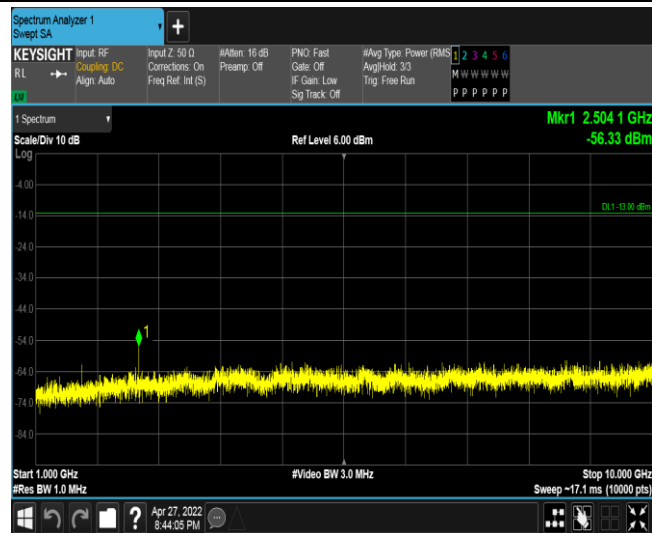 Spectrum Analyzer 1
Swept SA
+
KEYSIGHT Input: RF Input Z: 50 Ω #Atten: 16 dB PNO: Fast #Avg Type: Power (RMS 1 2 3 4 5 6
RL Coupling: DC Corrections: On Preamp: Off Gate: Off Avg|Hold: 3/3 M W W W W W
Align: Auto Freq Ref: Int (S) IF Gain: Low Trig: Free Run
Sig Track: Off P P P P P P
1 Spectrum Mkr1 2.504 1 GHz
Scale/Div 10 dB Ref Level 6.00 dBm -56.33 dBm
Log
-4.00
DL1 -13.00 dBm
-14.0
-24.0
-34.0
-44.0
1
-54.0
-64.0
-74.0
-84.0
Start 1.000 GHz #Video BW 3.0 MHz Stop 10.000 GHz
#Res BW 1.0 MHz Sweep ~17.1 ms (10000 pts)
? Apr 27, 2022
8:44:05 PM